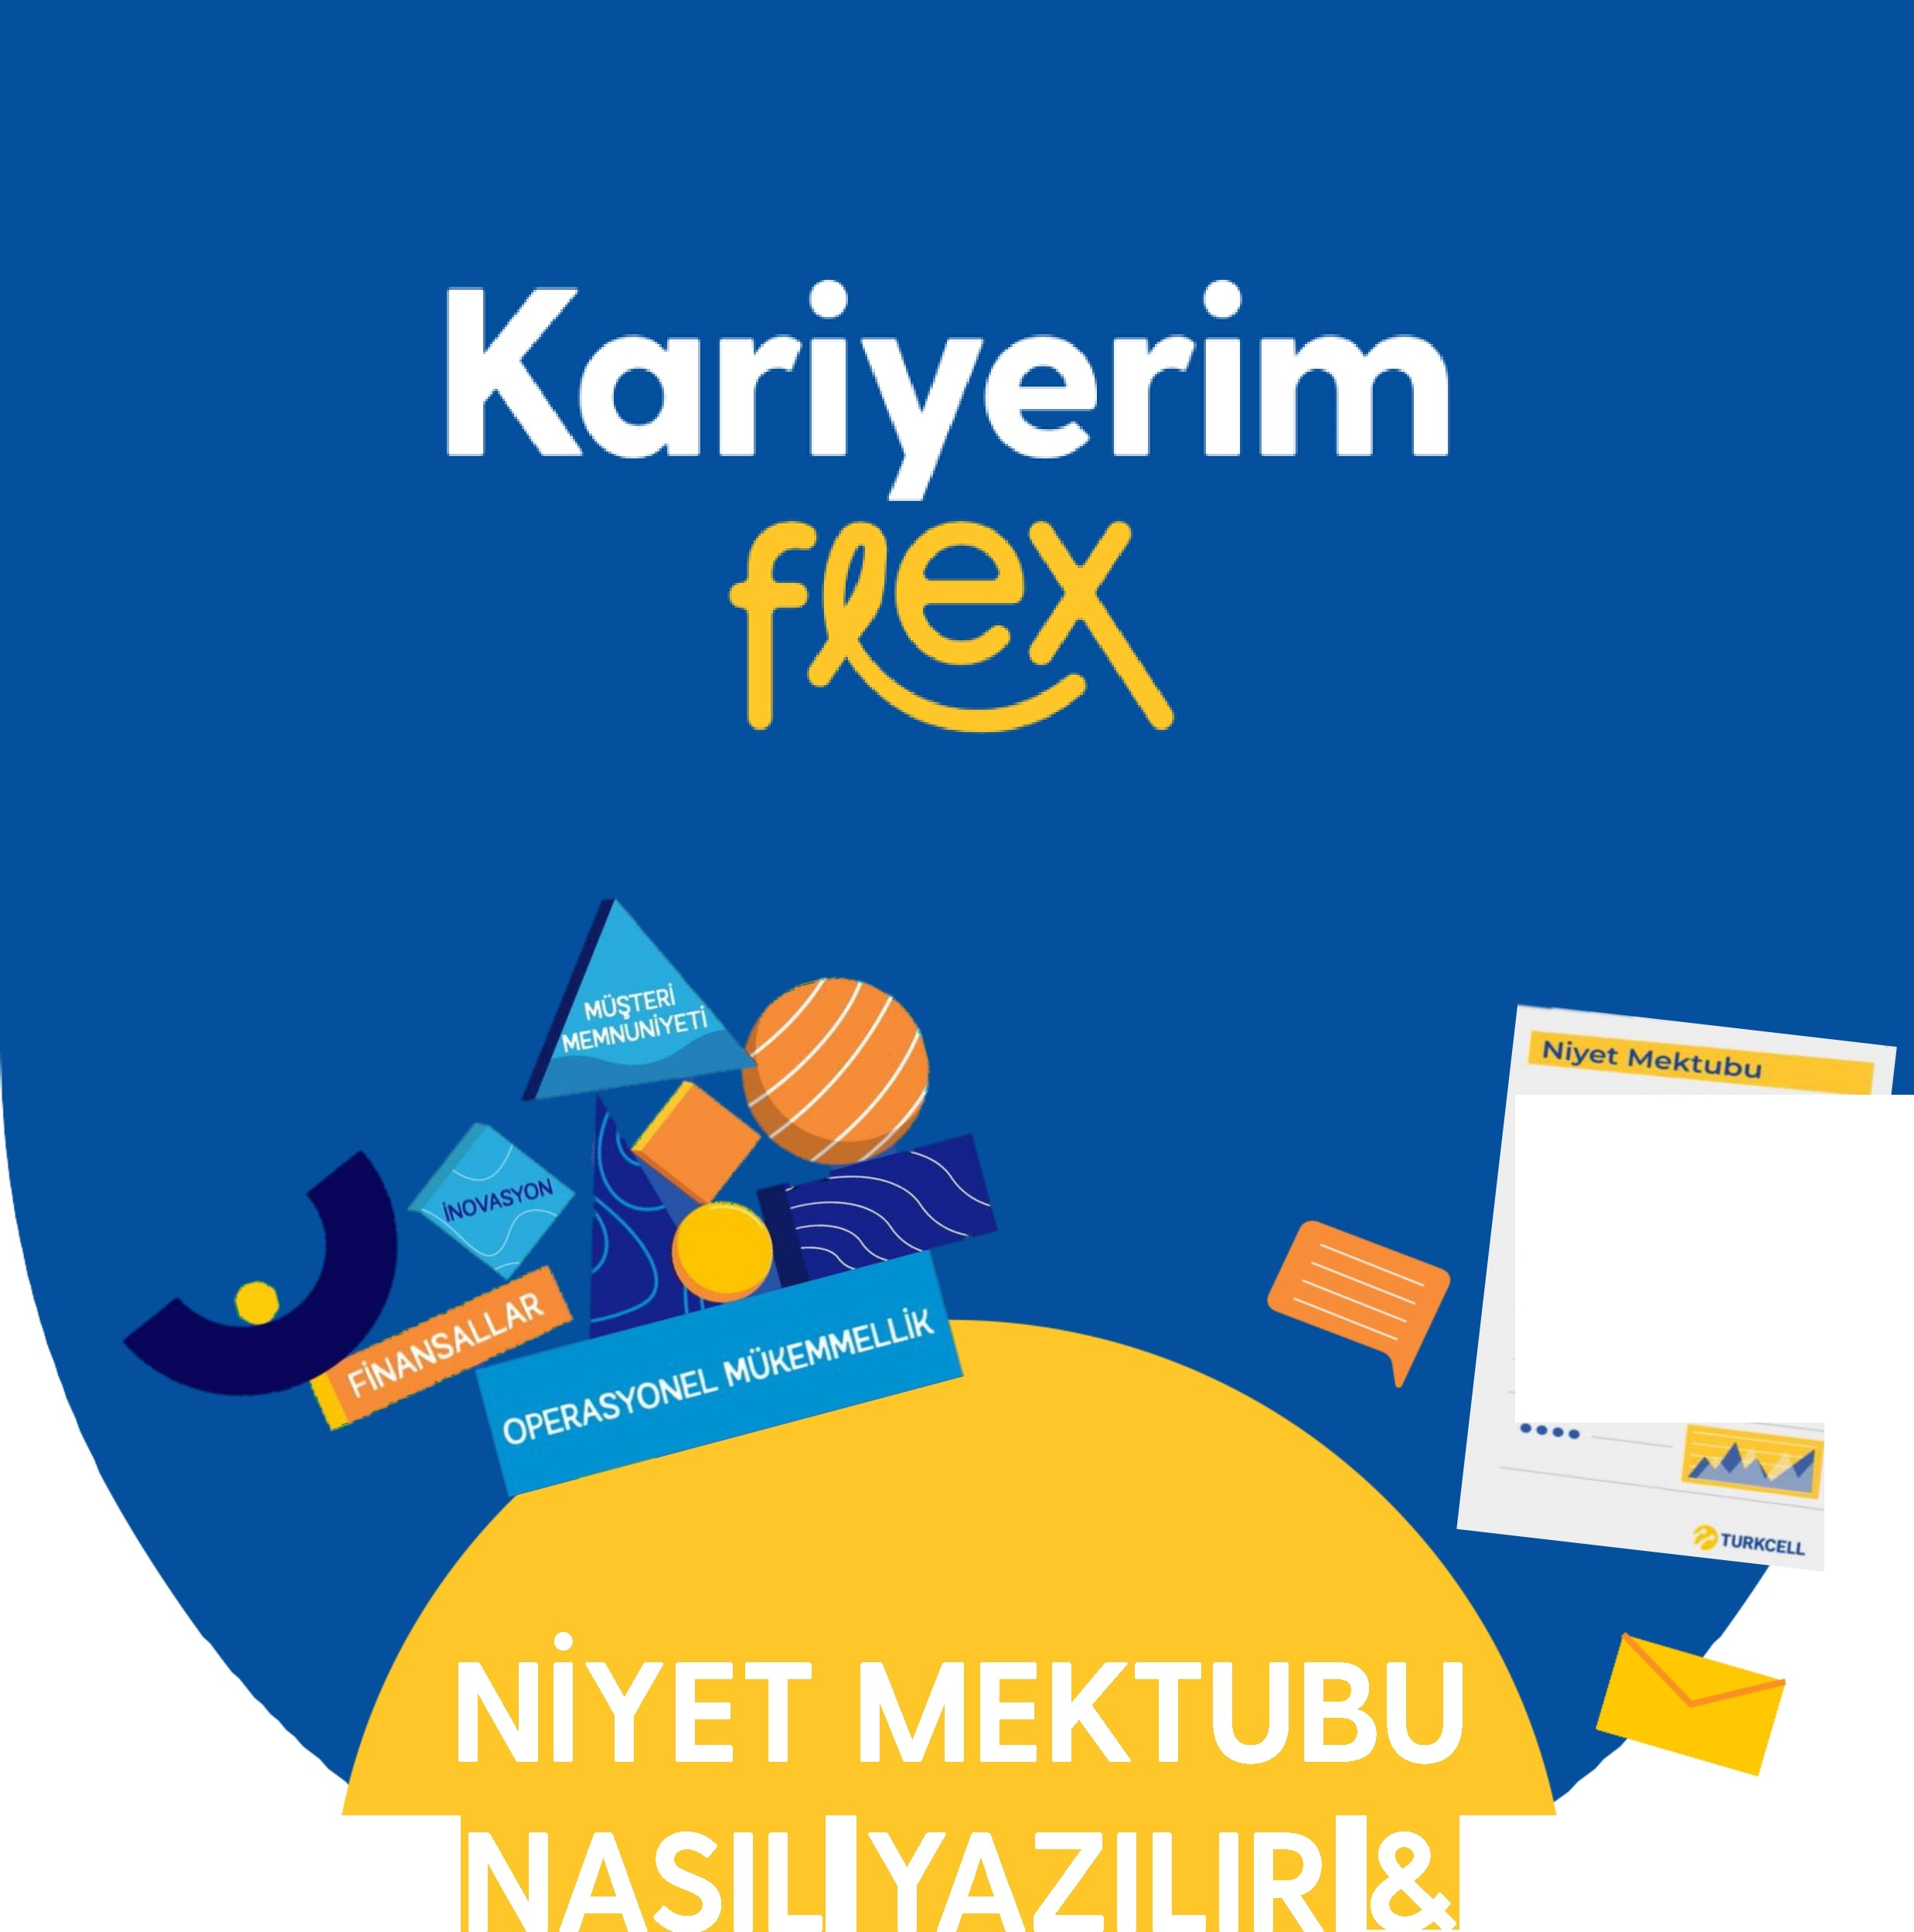 Kariyerim
flex
MÜŞTERİ
MEMNUNİYETİ
İNOVASYON
FİNANSALLAR
OPERASYONEL MÜKEMMELLİK
Niyet Mektubu
TURKCELL
NİYET MEKTUBU
NASIL YAZILIR &